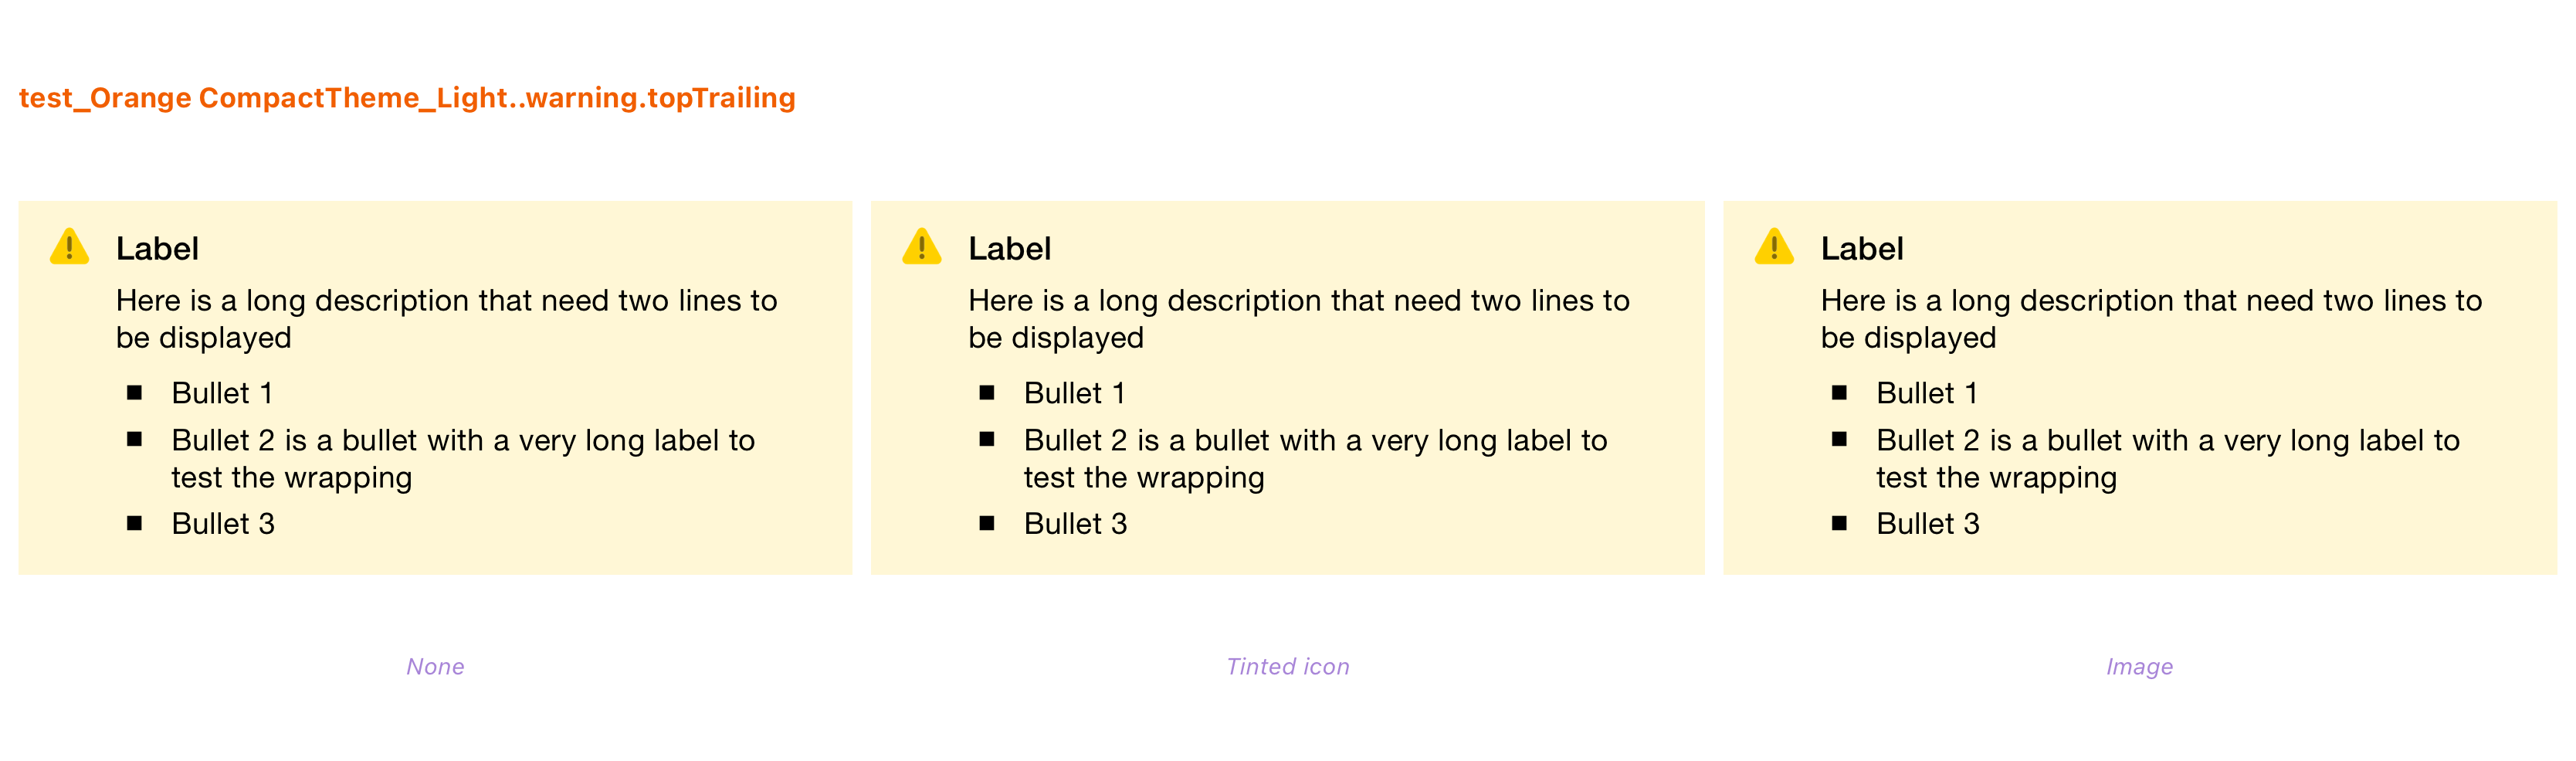 test_Orange CompactTheme_Light..warning.topTrailing
Label
Here is a long description that need two lines to
be displayed
Bullet 1
Bullet 2 is a bullet with a very long label to
test the wrapping
Bullet 3
None
Label
Here is a long description that need two lines to
be displayed
Bullet 1
Bullet 2 is a bullet with a very long label to
test the wrapping
Bullet 3
Tinted icon
Label
Here is a long description that need two lines to
be displayed
Bullet 1
Bullet 2 is a bullet with a very long label to
test the wrapping
Bullet 3
Image